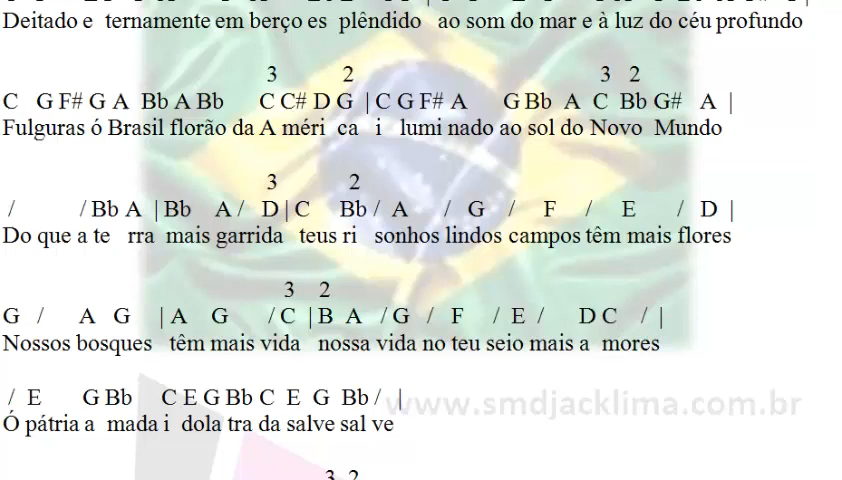 Deitado e ternamente em berço es plêndido ao som do mar e à luz do céu profundo
3 2 3 2
C G F# G A Bb A Bb C C# D G | C G F# A G Bb A C Bb G# A |
Fulguras ó Brasil florão da A méri ca i lumi nado ao sol do Novo Mundo
3 2
/ / Bb A | Bb A / D | C Bb / A / G / F / E / D |
Do que a te rra mais garrida teus ri sonhos lindos campos têm mais flores
3 2
G / A G | A G / C | B A / G / F / E / D C / |
Nossos bosques têm mais vida nossa vida no teu seio mais a mores
/ E G Bb C E G Bb C E G Bb / |
www.smdjacklima.com.br
Ó pátria a mada i dola tra da salve sal ve
3 2